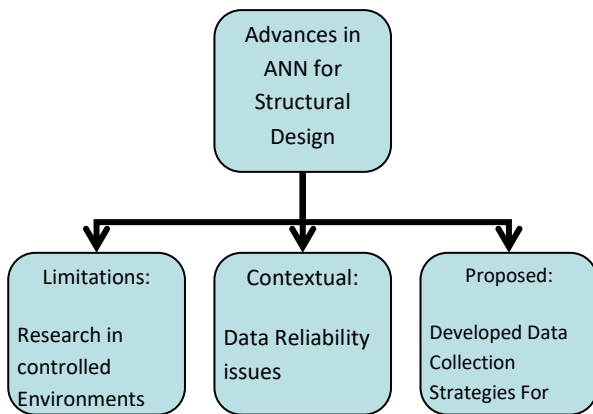 Advances in
ANN for
Structural
Design
Limitations:
Research in
controlled
Environments
Contextual:
Data Reliability
issues
Proposed:
Developed Data
Collection
Strategies For